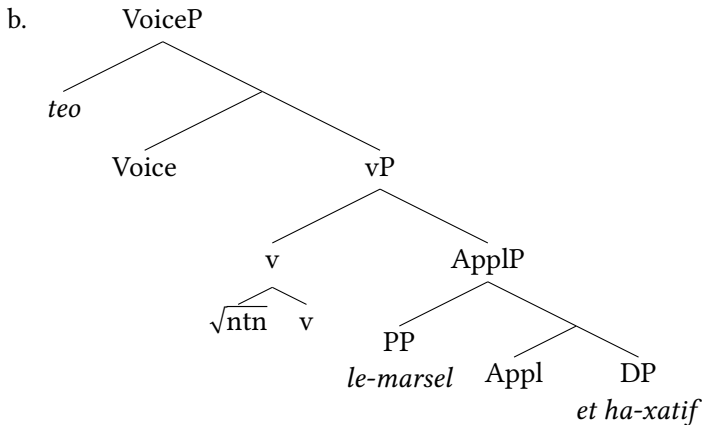 b. VoiceP
teo
Voice vP
v ApplP
√ntn v
PP
le-marsel Appl DP
et ha-xatif